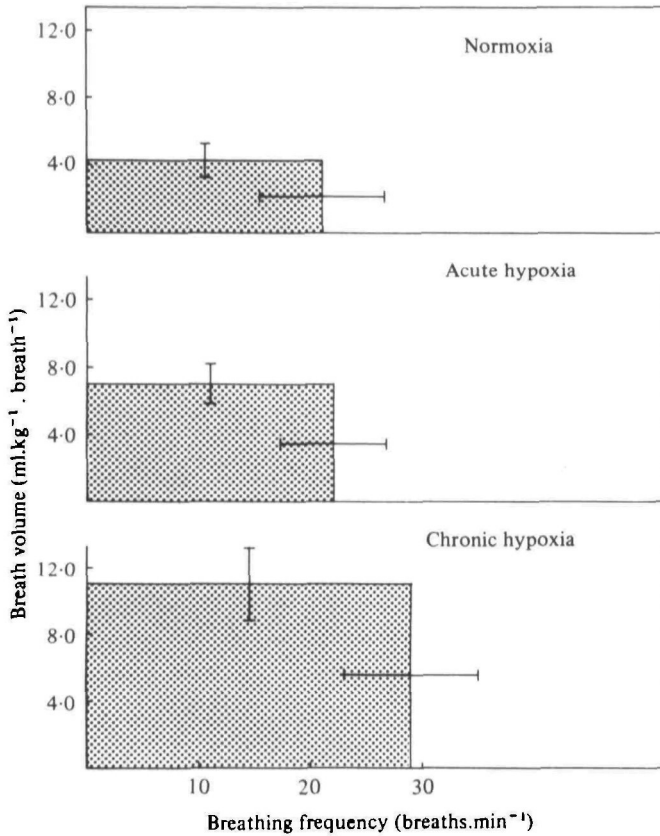 12·0
Normoxia
8·0
4·0
Acute hypoxia
12·0
8·0
4·0
Breath volume (ml.kg⁻¹ . breath⁻¹)
Chronic hypoxia
12·0
8·0
4·0
10 20 30
Breathing frequency (breaths.min⁻¹)